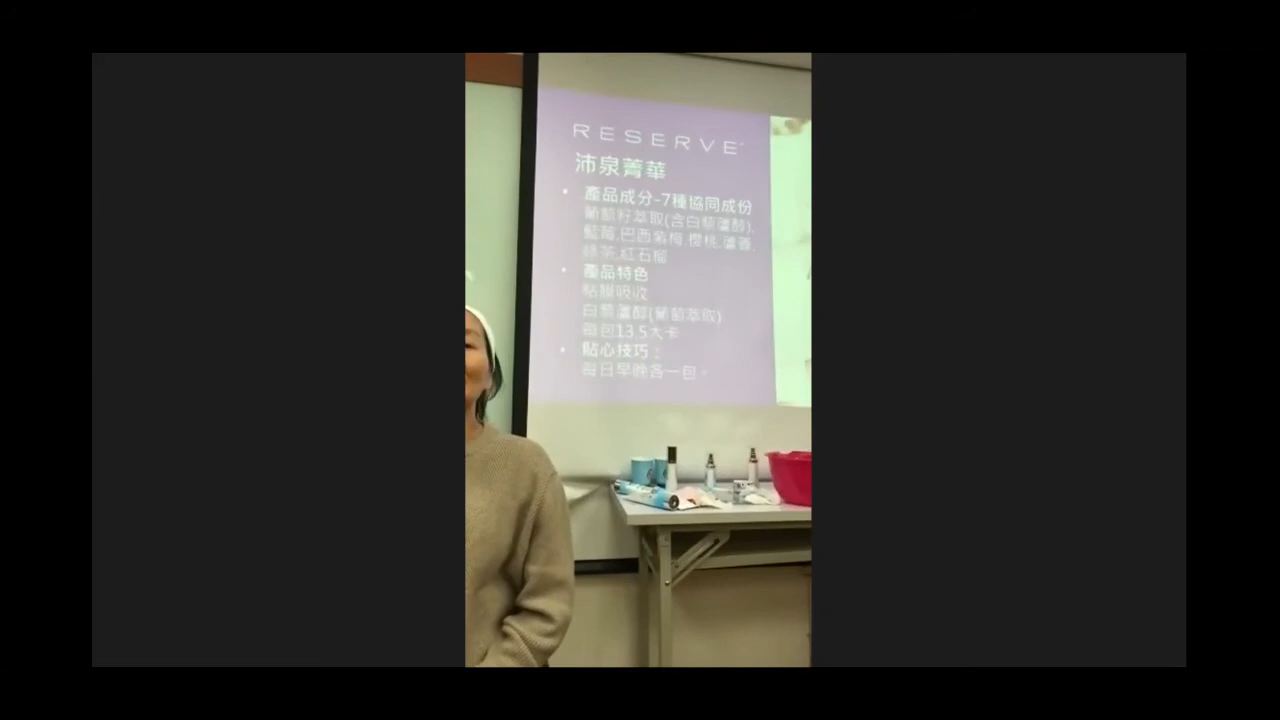 RESERVE
沛泉菁華
• 產品成分-7種協同成份
葡萄籽萃取(含白藜蘆醇),
藍莓,巴西紫梅,櫻桃,蘆薈,
綠茶,紅石榴
• 產品特色
黏膜吸收
白藜蘆醇(葡萄萃取)
每包13.5大卡
• 貼心技巧：
每日早晚各一包。